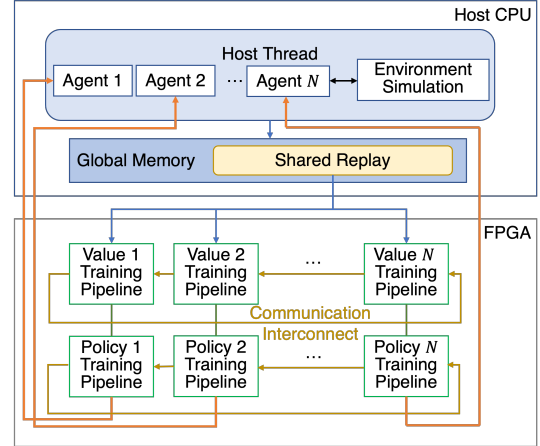 Host CPU
Host Thread
Agent 1
Agent 2
...
Agent N
Environment
Simulation
Global Memory
Shared Replay
FPGA
Value 1
Training
Pipeline
Value 2
Training
Pipeline
...
Value N
Training
Pipeline
Communication
Interconnect
Policy 1
Training
Pipeline
Policy 2
Training
Pipeline
...
Policy N
Training
Pipeline